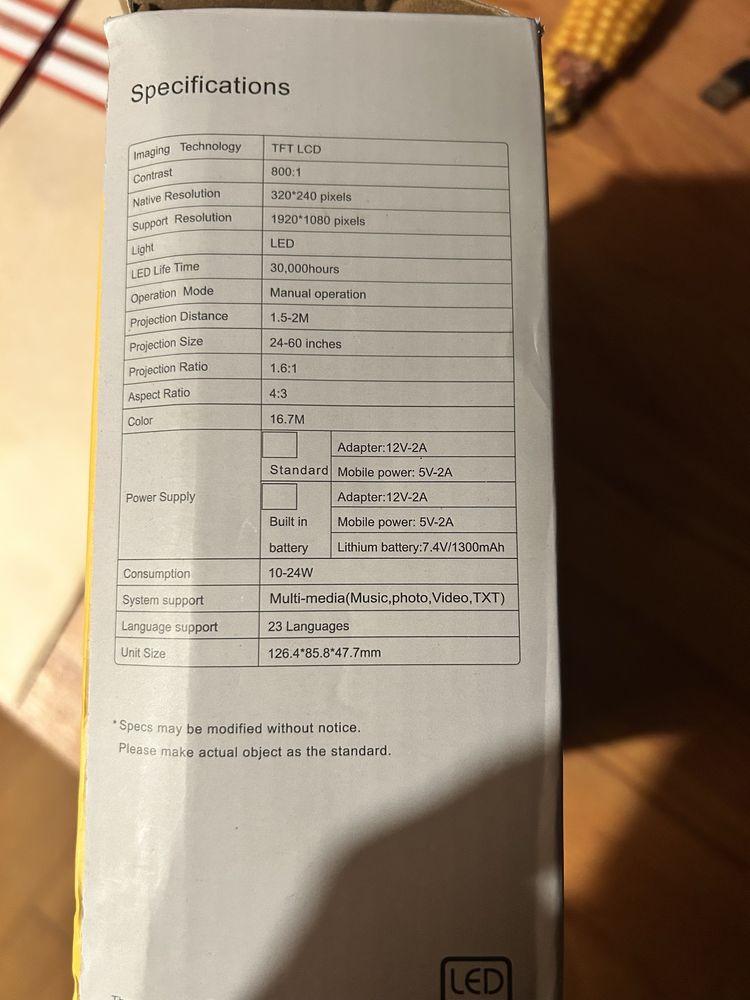 Specifications
Imaging Technology TFT LCD
Contrast 800:1
Native Resolution 320*240 pixels
Support Resolution 1920*1080 pixels
Light LED
LED Life Time 30,000hours
Operation Mode Manual operation
Projection Distance 1.5-2M
Projection Size 24-60 inches
Projection Ratio 1.6:1
Aspect Ratio 4:3
Color 16.7M
Power Supply
Standard
Adapter:12V-2A
Mobile power: 5V-2A
Built in
battery
Adapter:12V-2A
Mobile power: 5V-2A
Lithium battery:7.4V/1300mAh
Consumption 10-24W
System support Multi-media(Music,photo,Video,TXT)
Language support 23 Languages
Unit Size 126.4*85.8*47.7mm
*Specs may be modified without notice.
Please make actual object as the standard.
LED